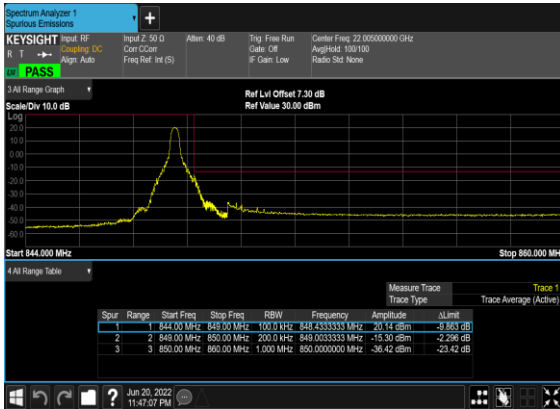 Spectrum Analyzer 1
Spurious Emissions
+
KEYSIGHT Input: RF Input Z: 50 Ω Atten: 40 dB Trig: Free Run Center Freq: 22.005000000 GHz
R T Coupling: DC Corr CCorr Gate: Off Avg|Hold: 100/100
Align: Auto Freq Ref: Int (S) IF Gain: Low Radio Std: None
LXI PASS
3 All Range Graph
Ref Lvl Offset 7.30 dB
Scale/Div 10.0 dB Ref Value 30.00 dBm
Log
20.0
10.0
0.00
-10.0
-20.0
-30.0
-40.0
-50.0
-60.0
Start 844.000 MHz Stop 860.000 MH
4 All Range Table
Measure Trace Trace 1
Trace Type Trace Average (Active)
Spur Range Start Freq Stop Freq RBW Frequency Amplitude ΔLimit
1 1 844.00 MHz 849.00 MHz 100.0 kHz 848.4333333 MHz 20.14 dBm -9.863 dB
2 2 849.00 MHz 850.00 MHz 200.0 kHz 849.0033333 MHz -15.30 dBm -2.296 dB
3 3 850.00 MHz 860.00 MHz 1.000 MHz 850.0000000 MHz -36.42 dBm -23.42 dB
? Jun 20, 2022
11:47:07 PM